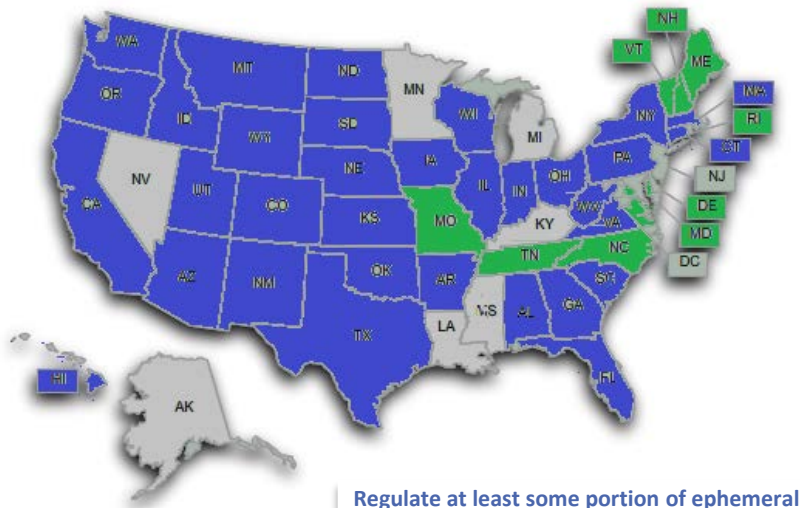 NH
VT
ME
WA
MT
ND
MN
MA
OR
ID
SD
WI
NY
RI
WY
MI
CT
IA
PA
NE
NJ
NV
OH
UT
IL
IN
DE
CA
CO
WV
VA
KS
MO
KY
MD
NC
TN
DC
AZ
NM
OK
AR
SC
MS
AL
GA
LA
TX
HI
FL
AK
Regulate at least some portion of ephemeral